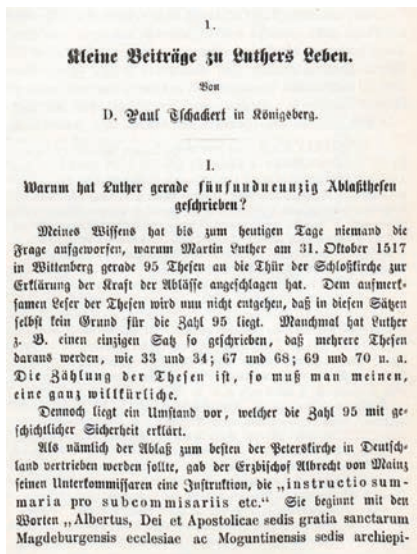 1.
Kleine Beiträge zu Luthers Leben.
Von
D. Paul Tschackert in Königsberg.
I.
Warum hat Luther gerade fünfundneunzig Ablaßthesen
geschrieben?
Meines Wissens hat bis zum heutigen Tage niemand die
Frage aufgeworfen, warum Martin Luther am 31. Oktober 1517
in Wittenberg gerade 95 Thesen an die Thür der Schloßkirche zur
Erklärung der Kraft der Ablässe angeschlagen hat. Dem aufmerk-
samen Leser der Thesen wird nun nicht entgehen, daß in diesen Sätzen
selbst kein Grund für die Zahl 95 liegt. Manchmal hat Luther
z. B. einen einzigen Satz so geschrieben, daß mehrere Thesen
daraus werden, wie 33 und 34; 67 und 68; 69 und 70 u. a.
Die Zählung der Thesen ist, so muß man meinen,
eine ganz willkürliche.
Dennoch liegt ein Umstand vor, welcher die Zahl 95 mit ge-
schichtlicher Sicherheit erklärt.
Als nämlich der Ablaß zum besten der Peterskirche in Deutsch-
land vertrieben werden sollte, gab der Erzbischof Albrecht von Mainz
seinen Unterkommissaren eine Instruktion, die „instructio sum-
maria pro subcommisariis etc.“ Sie beginnt mit den
Worten „Albertus, Dei et Apostolicae sedis gratia sanctarum
Magdeburgensis ecclesiae ac Moguntinensis sedis archiepi-